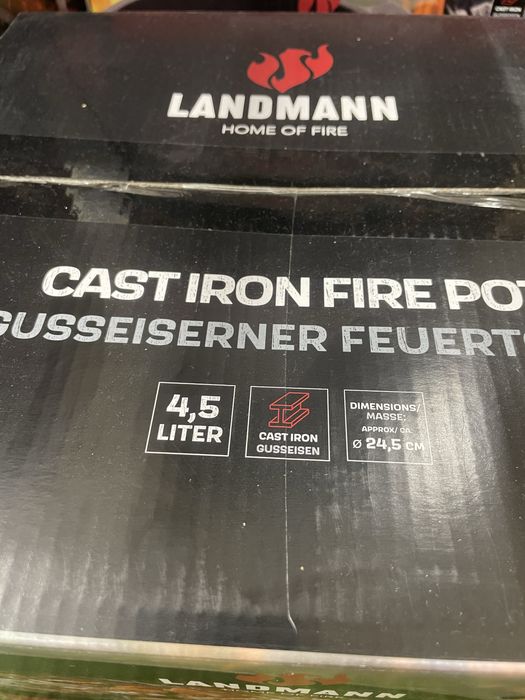 LANDMANN
HOME OF FIRE
CAST IRON FIRE POT
GUSSEISERNER FEUERT
4,5
LITER
CAST IRON
GUSSEISEN
DIMENSIONS/
MASSE:
APPROX/ CA.
Ø 24,5 CM
LANDMANN